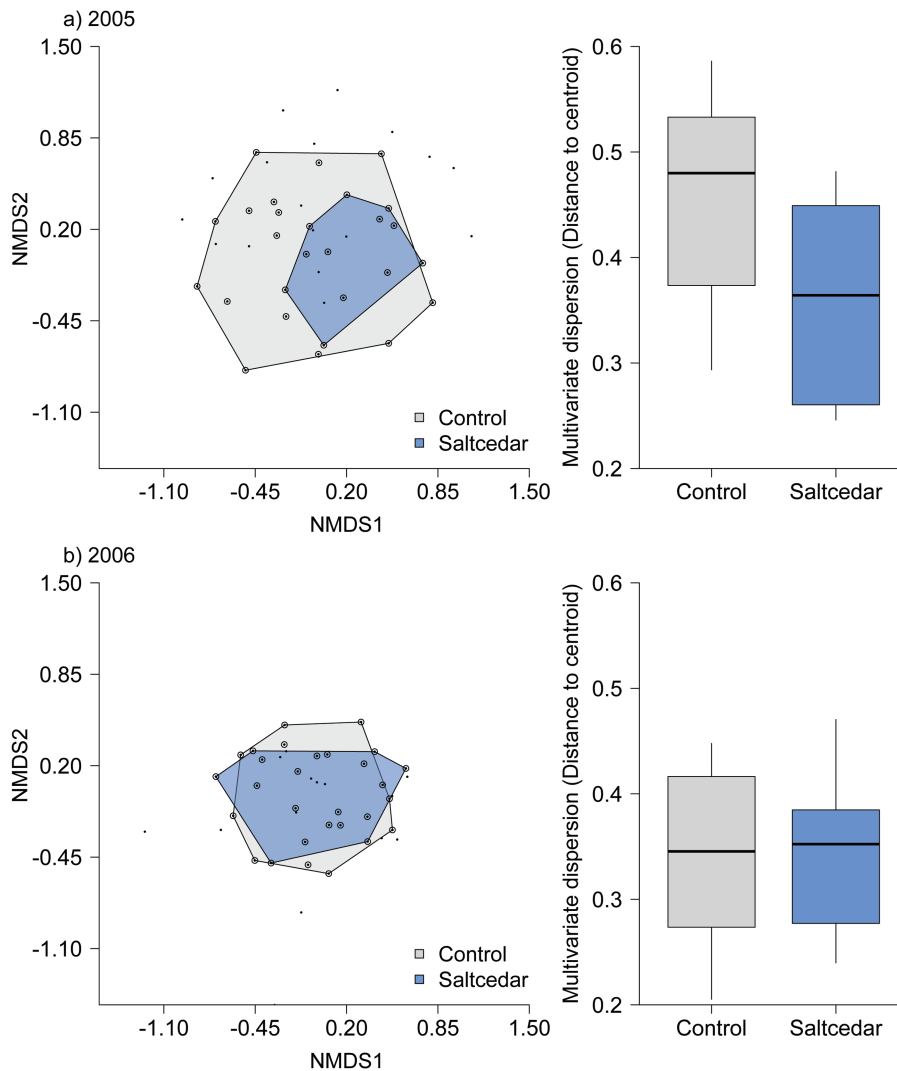 a) 2005
1.50
0.85
0.20
-0.45
-1.10
NMDS2
Control
Saltcedar
-1.10 -0.45 0.20 0.85 1.50
NMDS1
0.6
0.5
0.4
0.3
0.2
Multivariate dispersion (Distance to centroid)
Control Saltcedar
b) 2006
1.50
0.85
0.20
-0.45
-1.10
NMDS2
Control
Saltcedar
-1.10 -0.45 0.20 0.85 1.50
NMDS1
0.6
0.5
0.4
0.3
0.2
Multivariate dispersion (Distance to centroid)
Control Saltcedar